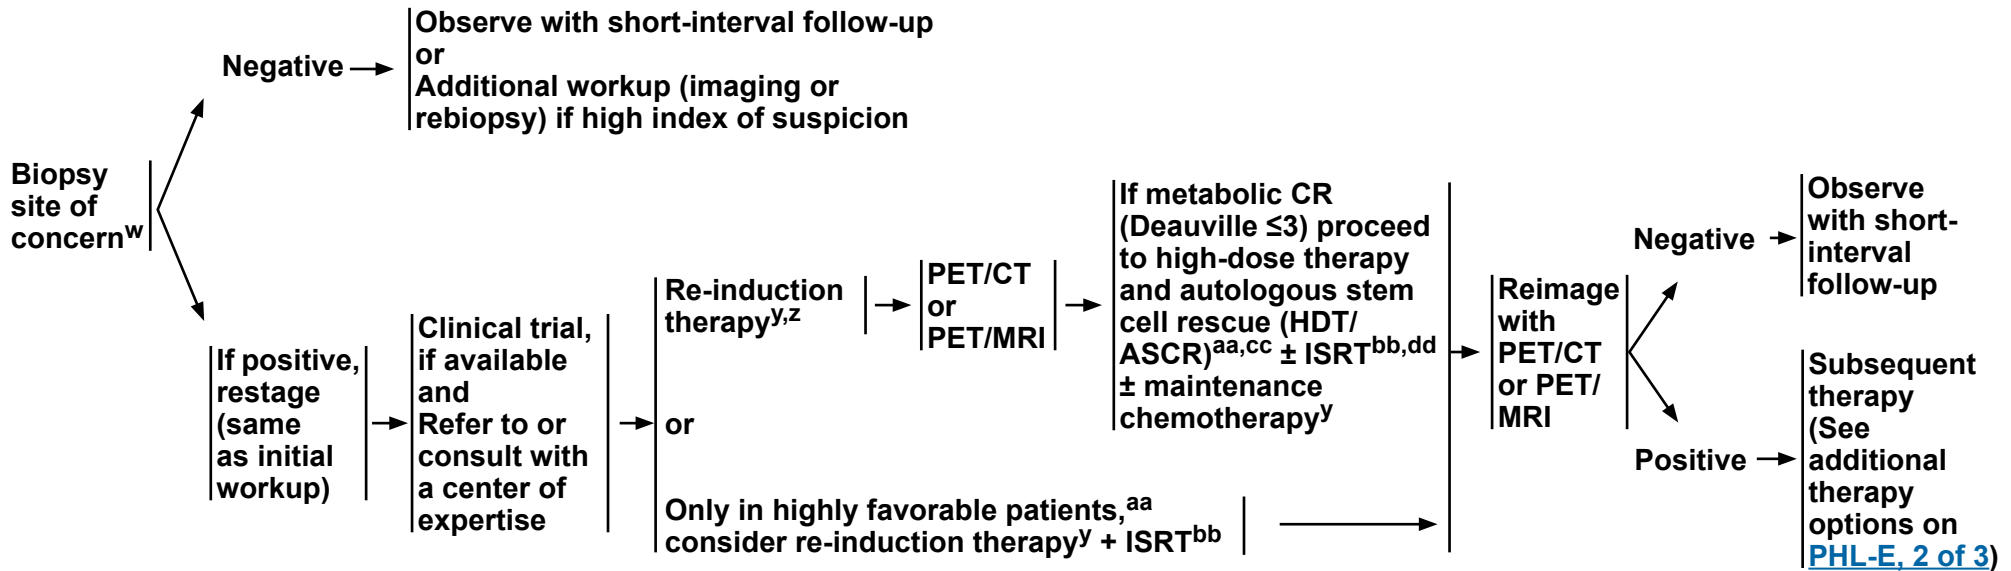 Observe with short-interval follow-up
or
Additional workup (imaging or
rebiopsy) if high index of suspicion
Negative
Biopsy
site of
concernw
If positive,
restage
(same
as initial
workup)
Clinical trial,
if available
and
Refer to or
consult with
a center of
expertise
Re-induction
therapyy,z
or
Only in highly favorable patients,aa
consider re-induction therapyy + ISRTbb
PET/CT
or
PET/MRI
If metabolic CR
(Deauville ≤3) proceed
to high-dose therapy
and autologous stem
cell rescue (HDT/
ASCR)aa,cc ± ISRTbb,dd
± maintenance
chemotherapyy
Reimage
with
PET/CT
or PET/
MRI
Negative
Observe
with short-
interval
follow-up
Positive
Subsequent
therapy
(See
additional
therapy
options on
PHL-E, 2 of 3)